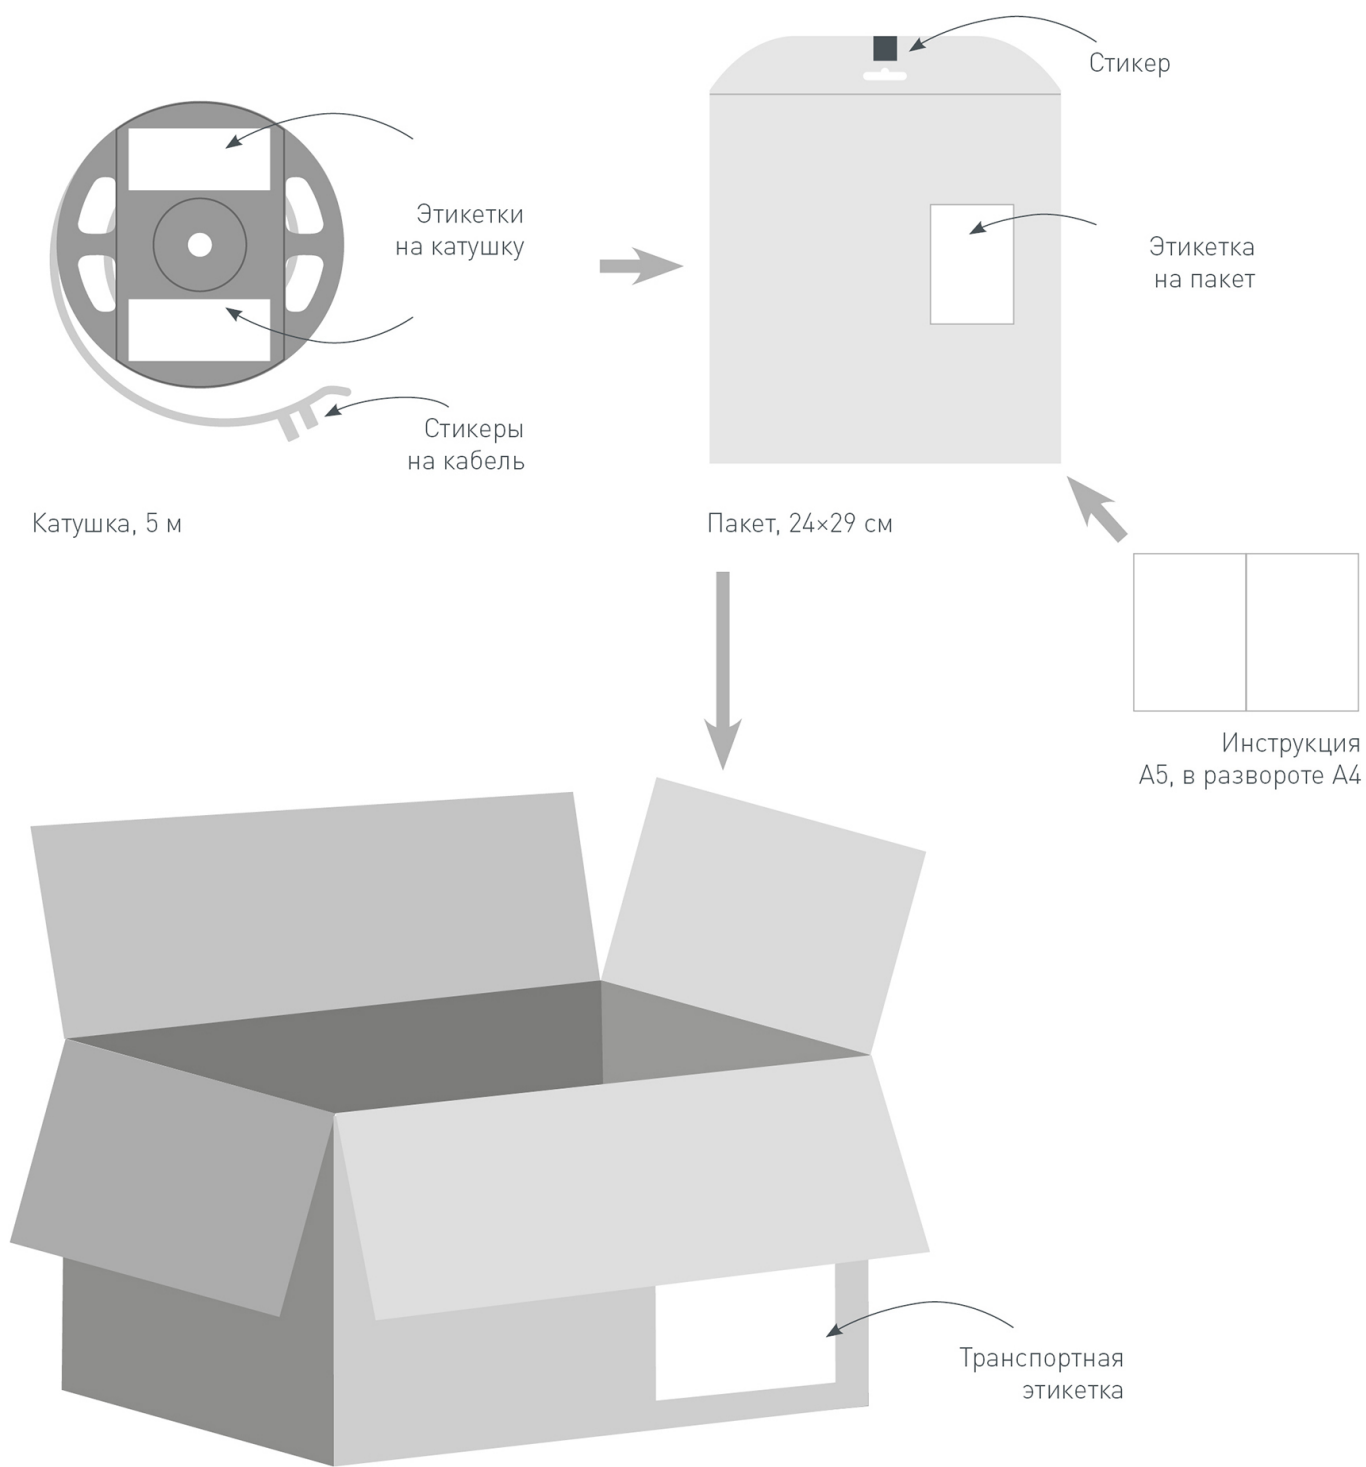 Стикер
Этикетки
на катушку
Этикетка
на пакет
Стикеры
на кабель
Катушка, 5 м
Пакет, 24×29 см
Инструкция
А5, в развороте А4
Транспортная
этикетка